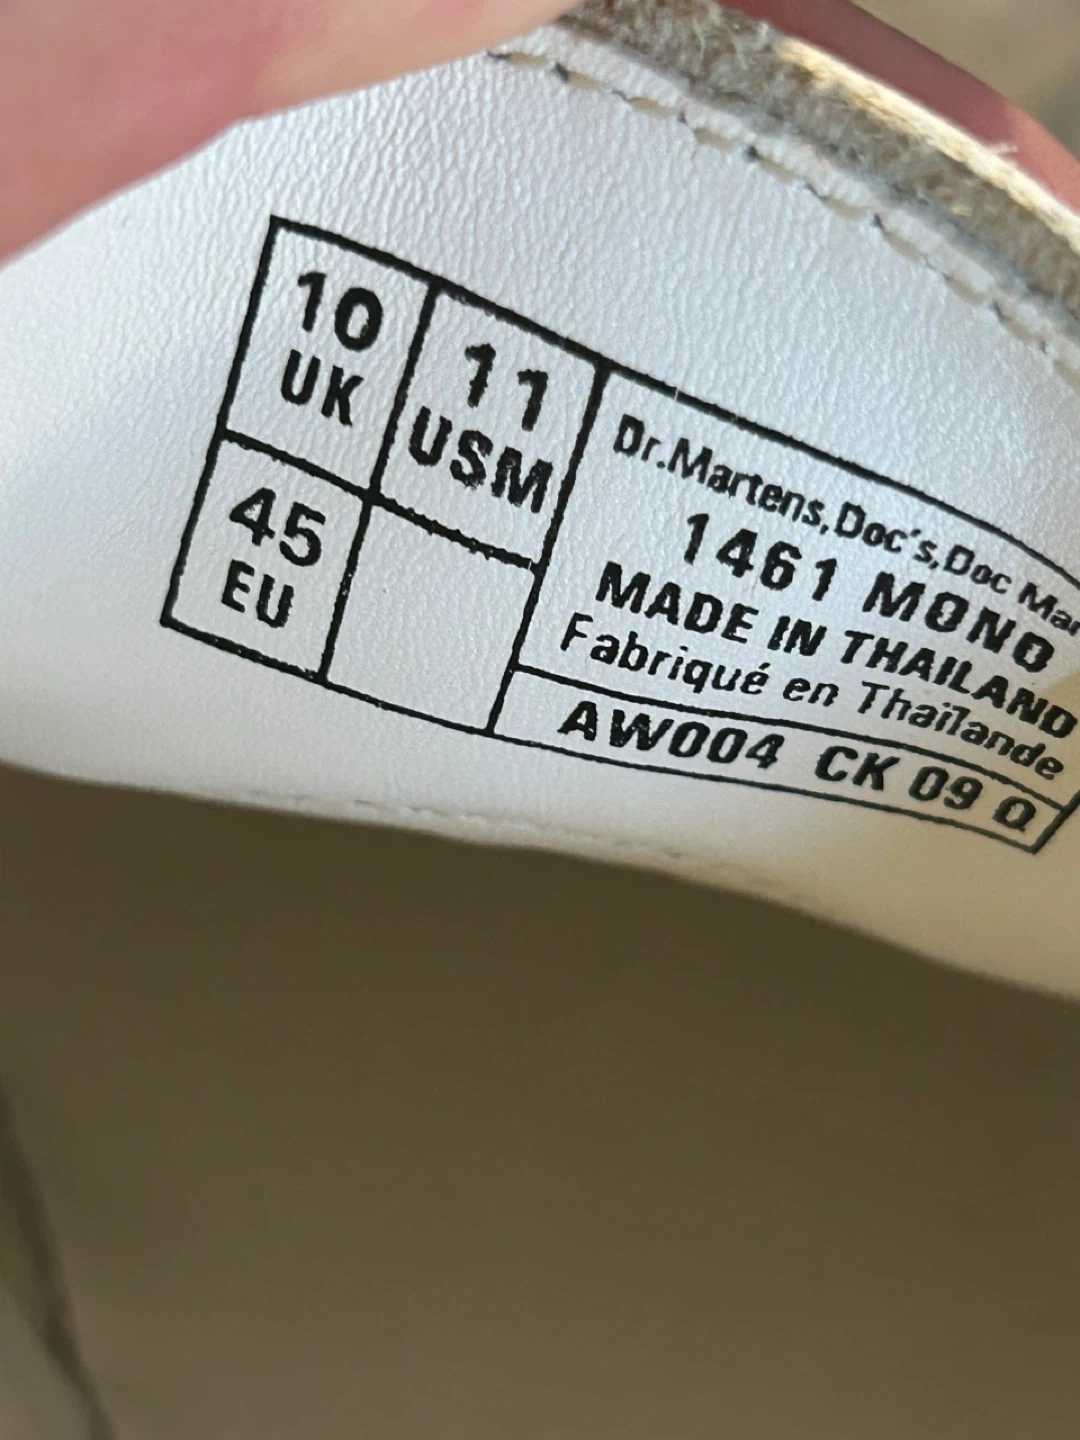 10 UK
11 USM
45 EU
Dr.Martens,Doc's,Doc
1461 MONO
MADE IN THAILAND
Fabriqué en Thaïlande
AW004 CK 09 Q